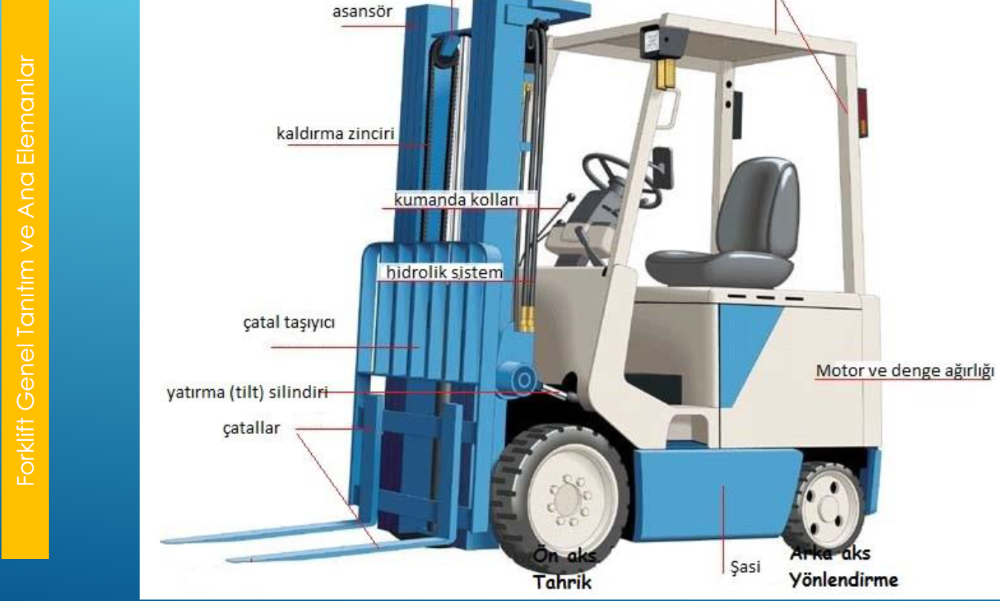 Forklift Genel Tanıtım ve Ana Elemanlar
asansör
kaldırma zinciri
kumanda kolları
hidrolik sistem
çatal taşıyıcı
Motor ve denge ağırlığı
yatırma (tilt) silindiri
çatallar
Ön aks
Tahrik
Şasi
Arka aks
Yönlendirme